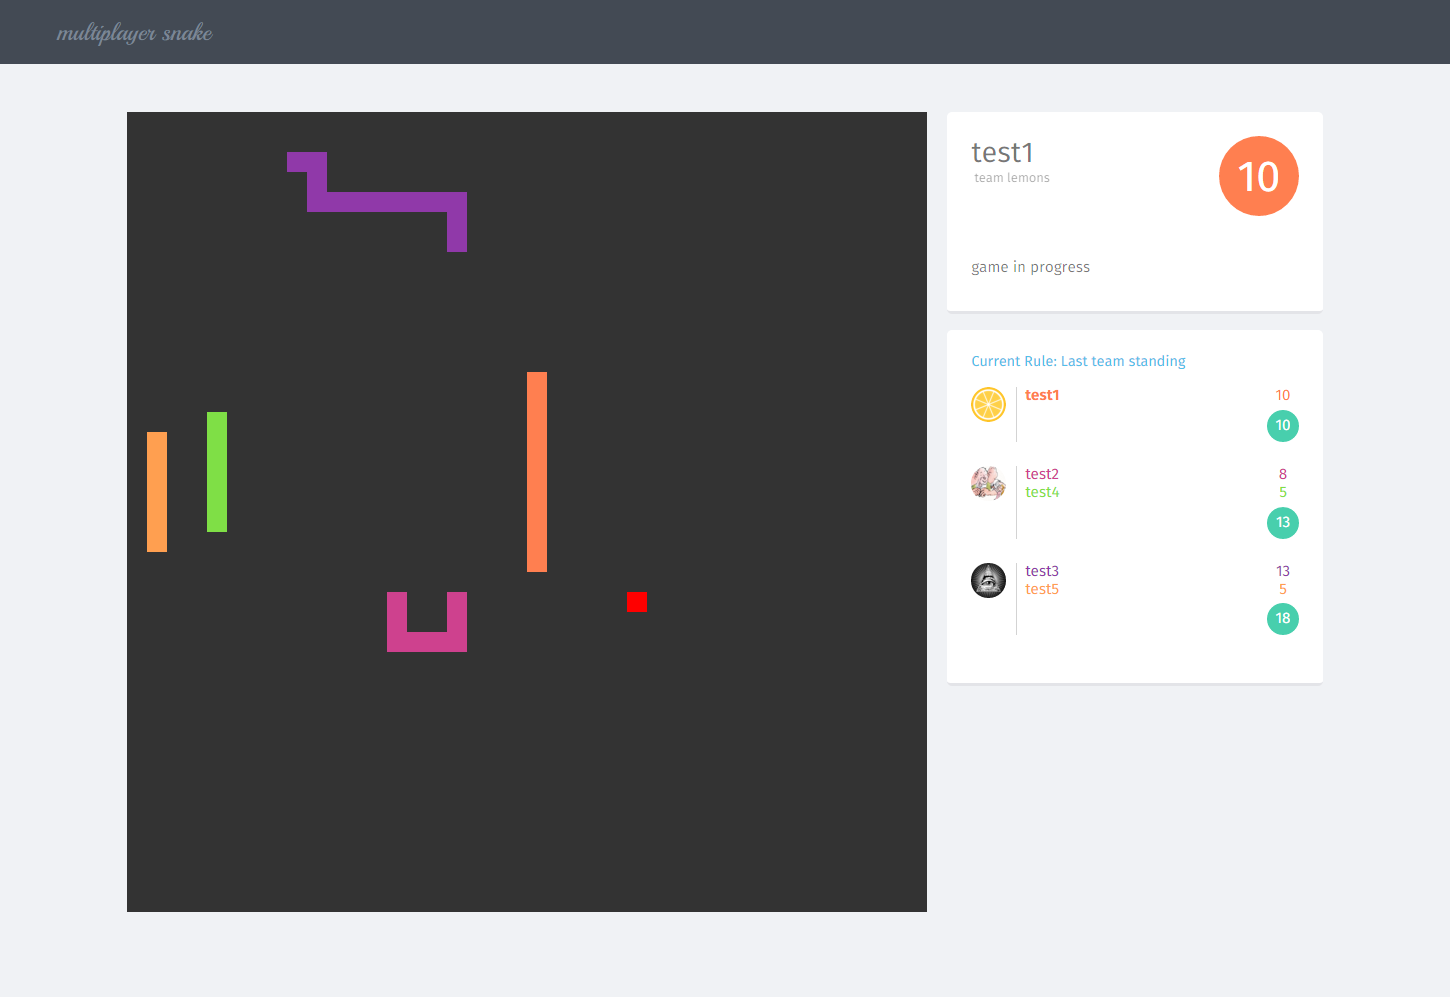 multiplayer snake
test1
10
team lemons
game in progress
Current Rule: Last team standing
test1 10
10
test2 8
test4 5
13
test3 13
test5 5
18